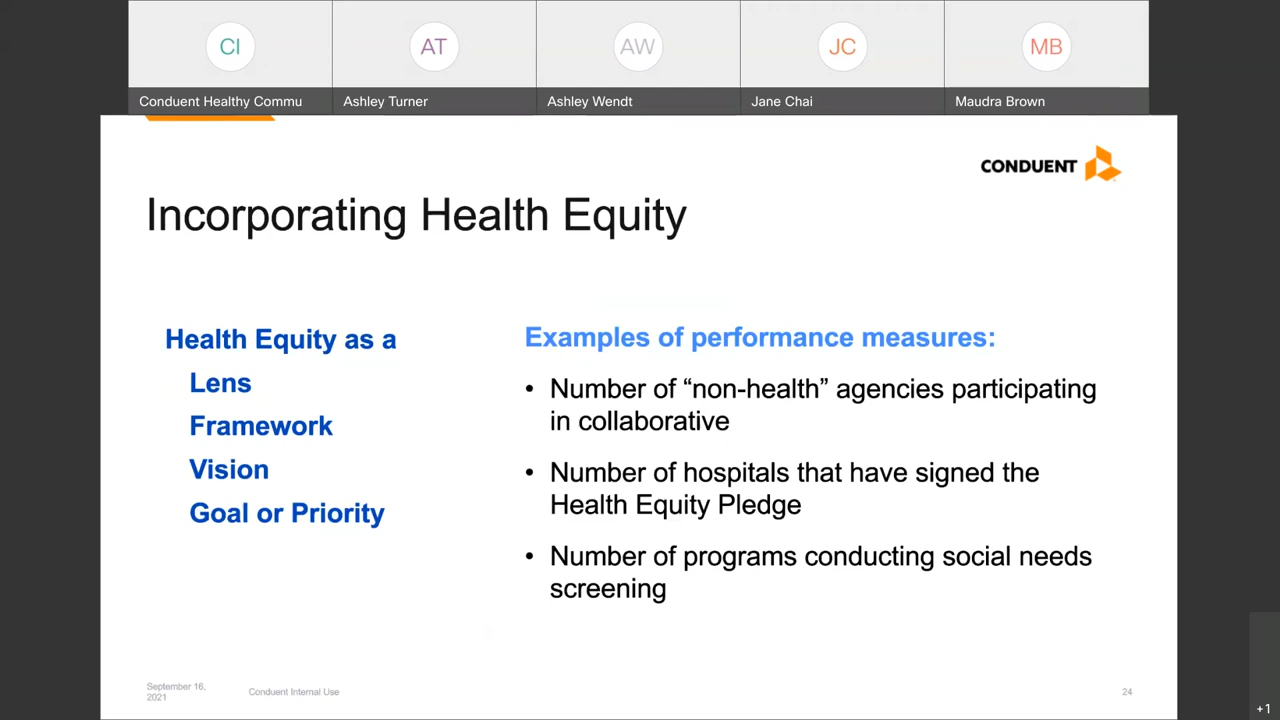 CI
AT
AW
JC
MB
Conduent Healthy Commu
Ashley Turner
Ashley Wendt
Jane Chai
Maudra Brown
CONDUENT
Incorporating Health Equity
Health Equity as a
Lens
Framework
Vision
Goal or Priority
Examples of performance measures:
• Number of “non-health” agencies participating
in collaborative
• Number of hospitals that have signed the
Health Equity Pledge
• Number of programs conducting social needs
screening
September 16,
2021
Conduent Internal Use
24
+1